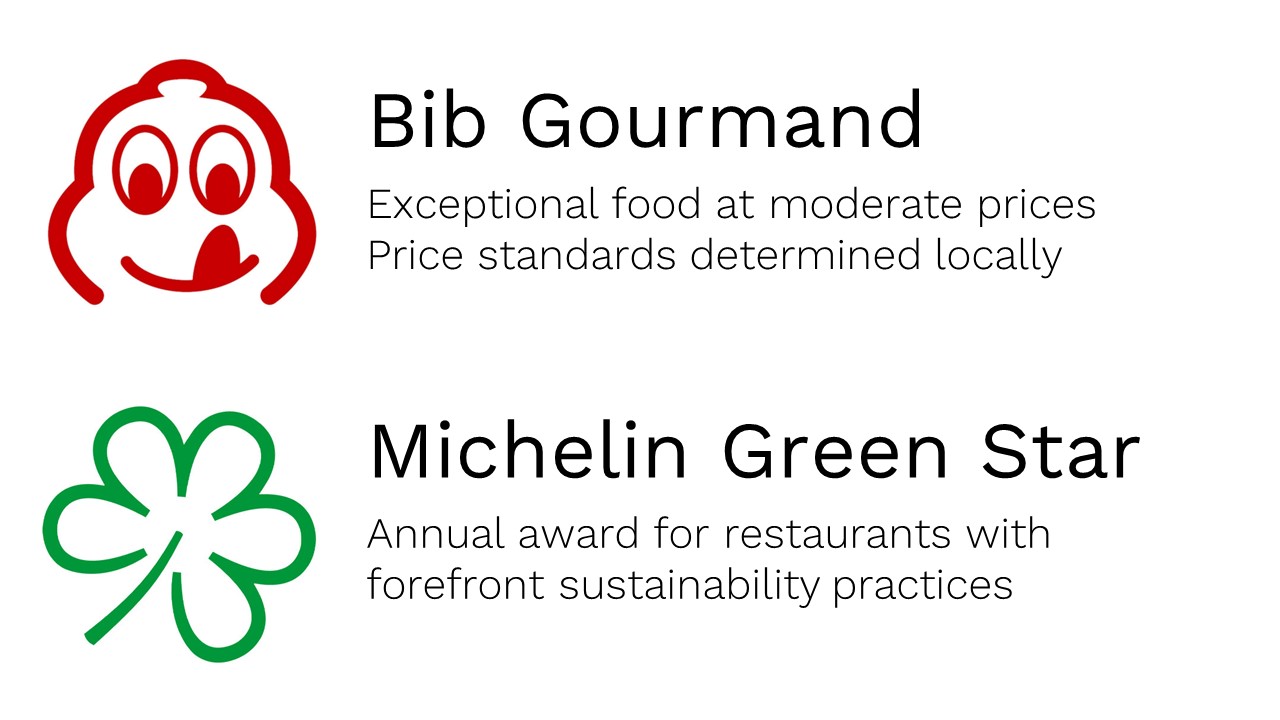 Bib Gourmand
Exceptional food at moderate prices
Price standards determined locally
Michelin Green Star
Annual award for restaurants with
forefront sustainability practices